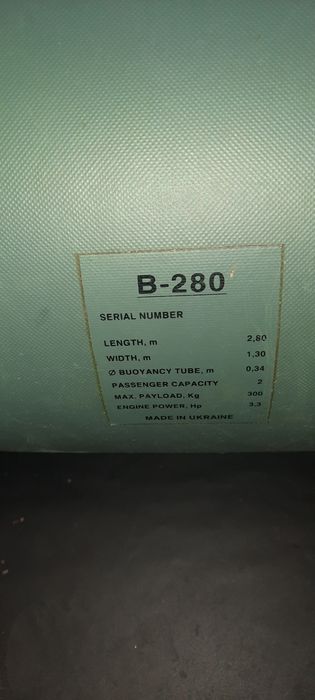 B-280
SERIAL NUMBER
LENGTH, m 2,80
WIDTH, m 1,30
Ø BUOYANCY TUBE, m 0,34
PASSENGER CAPACITY 2
MAX. PAYLOAD, Kg 300
ENGINE POWER, Hp 3,3
MADE IN UKRAINE